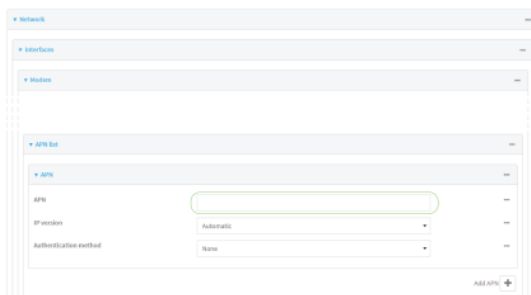 Network
Interfaces
Modem
APN list
APN
APN
IP version
Automatic
Authentication method
None
Add APN